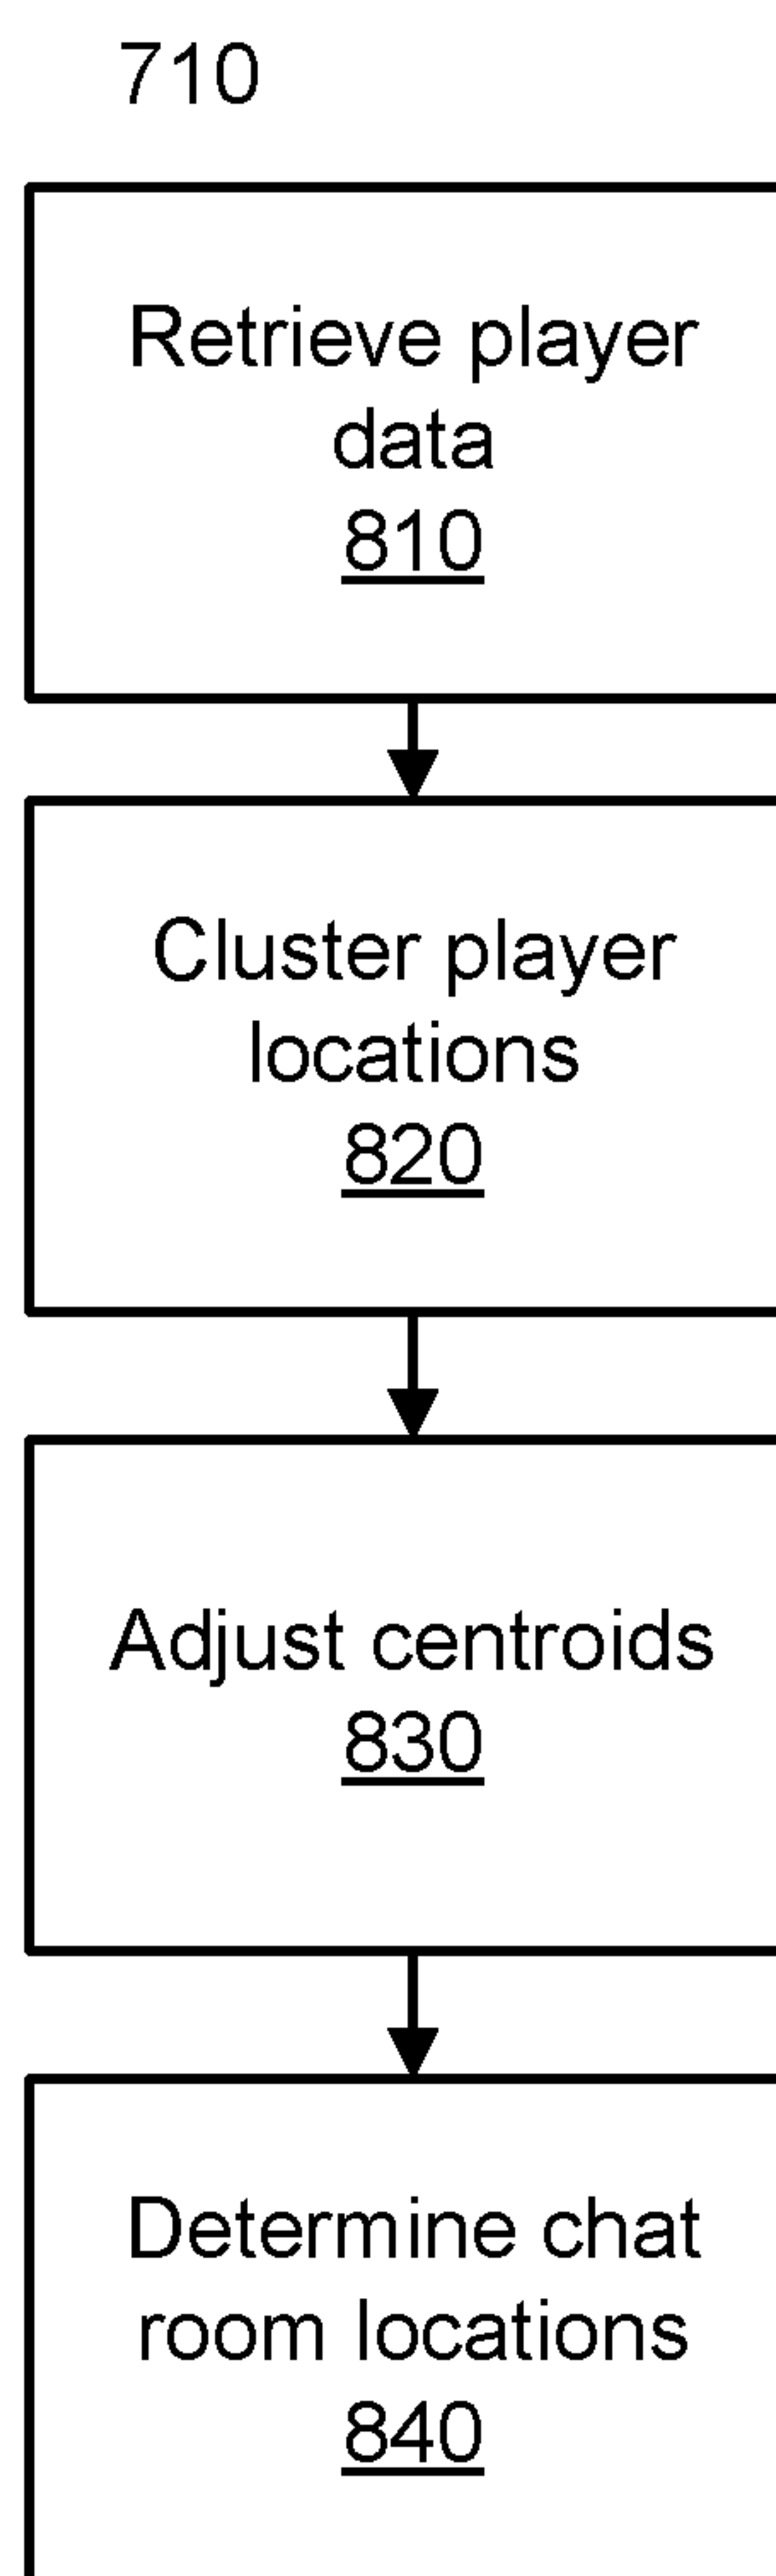 710
Retrieve player
data
810
Cluster player
locations
820
Adjust centroids
830
Determine chat
room locations
840